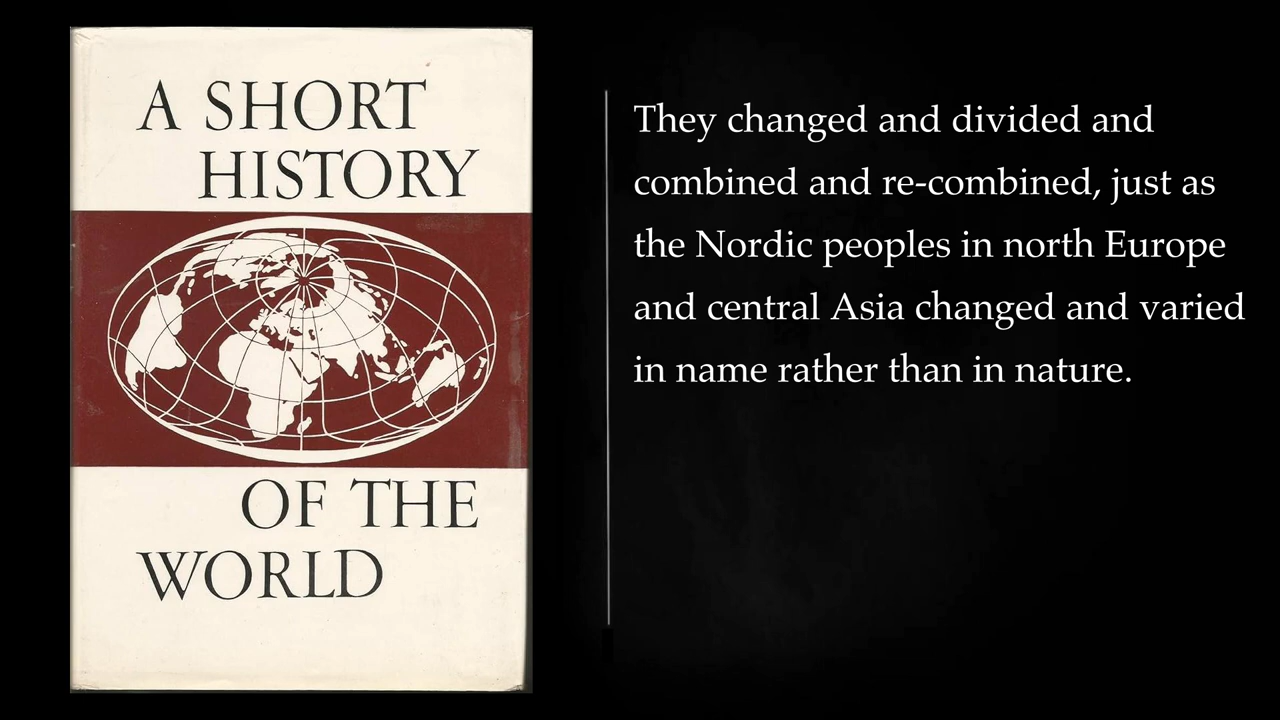 A SHORT
HISTORY
OF THE
WORLD
They changed and divided and
combined and re-combined, just as
the Nordic peoples in north Europe
and central Asia changed and varied
in name rather than in nature.